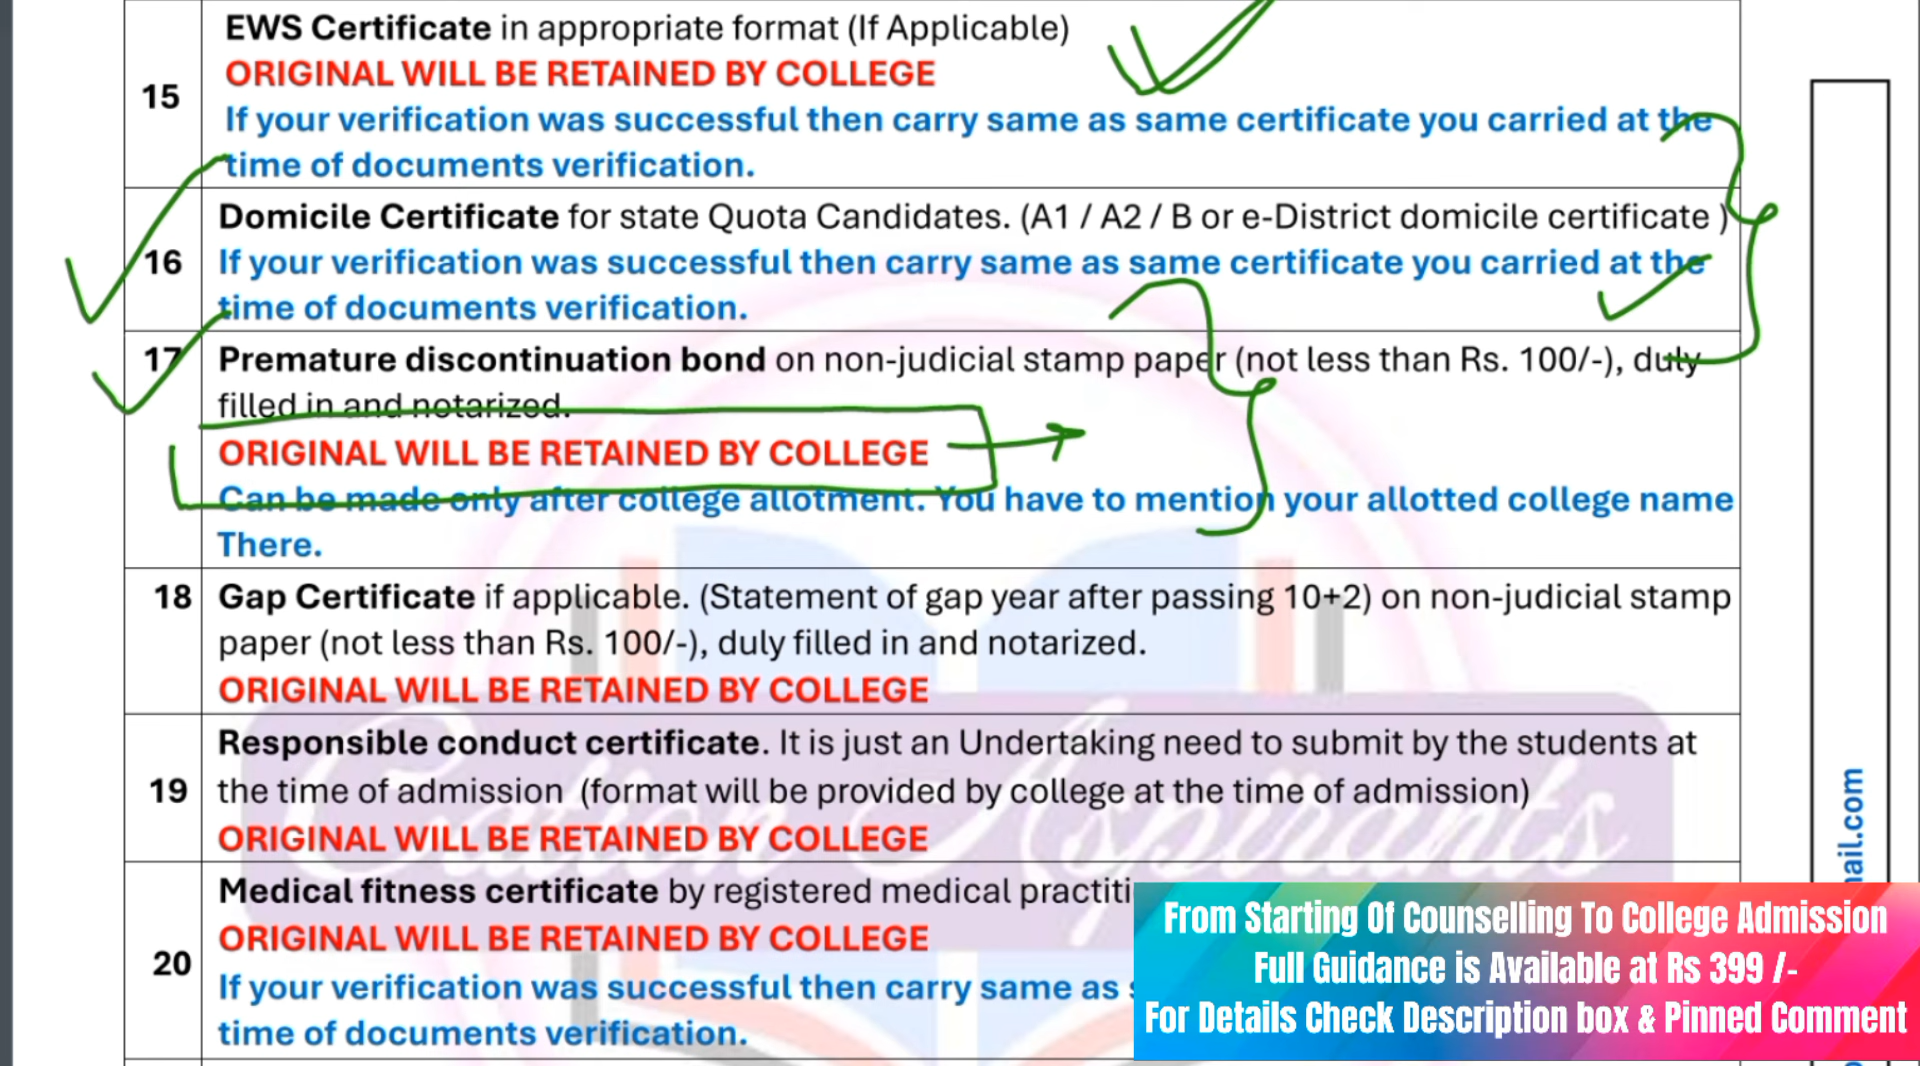 15
EWS Certificate in appropriate format (If Applicable)
ORIGINAL WILL BE RETAINED BY COLLEGE
If your verification was successful then carry same as same certificate you carried at the
time of documents verification.
16
Domicile Certificate for state Quota Candidates. (A1 / A2 / B or e-District domicile certificate )
If your verification was successful then carry same as same certificate you carried at the
time of documents verification.
17
Premature discontinuation bond on non-judicial stamp paper (not less than Rs. 100/-), duly
filled in and notarized.
ORIGINAL WILL BE RETAINED BY COLLEGE
Can be made only after college allotment. You have to mention your allotted college name
There.
18
Gap Certificate if applicable. (Statement of gap year after passing 10+2) on non-judicial stamp
paper (not less than Rs. 100/-), duly filled in and notarized.
ORIGINAL WILL BE RETAINED BY COLLEGE
19
Responsible conduct certificate. It is just an Undertaking need to submit by the students at
the time of admission (format will be provided by college at the time of admission)
ORIGINAL WILL BE RETAINED BY COLLEGE
20
Medical fitness certificate by registered medical practiti
ORIGINAL WILL BE RETAINED BY COLLEGE
If your verification was successful then carry same as
time of documents verification.
Aspirants
ail.com
From Starting Of Counselling To College Admission
Full Guidance is Available at Rs 399 /-
For Details Check Description box & Pinned Comment